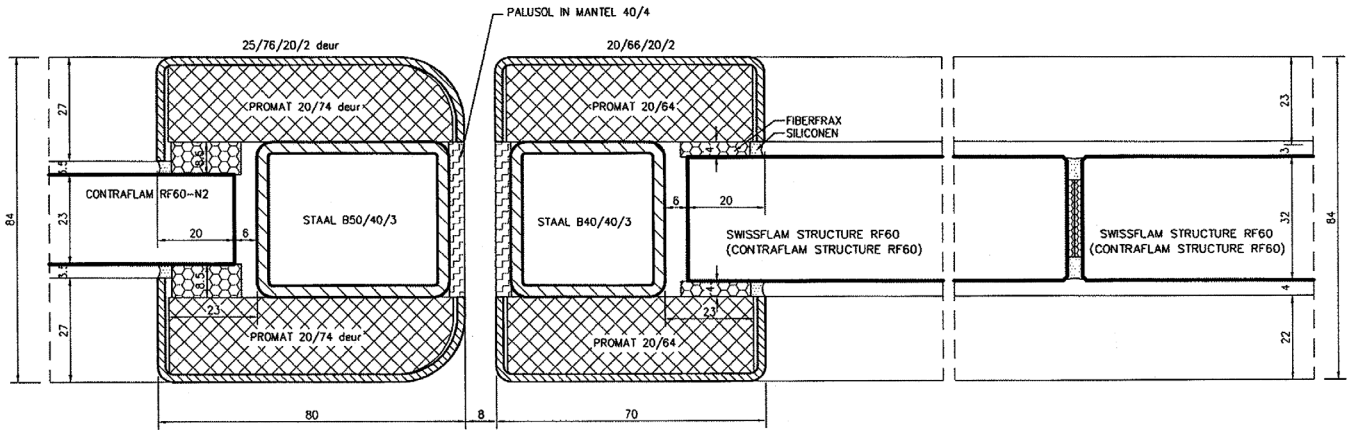 PALUSOL IN MANTEL 40/4
25/76/20/2 deur
20/66/20/2
PROMAT 20/74 deur
PROMAT 20/64
FIBERFRAX
SILICONEN
27
23
3.5
8.5
4
3
CONTRAFLAM RF60-N2
STAAL B50/40/3
STAAL B40/40/3
84
23
20
6
6
20
32
84
SWISSFLAM STRUCTURE RF60
(CONTRAFLAM STRUCTURE RF60)
SWISSFLAM STRUCTURE RF60
(CONTRAFLAM STRUCTURE RF60)
3.5
8.5
4
4
23
23
27
22
PROMAT 20/74 deur
PROMAT 20/64
80
8
70